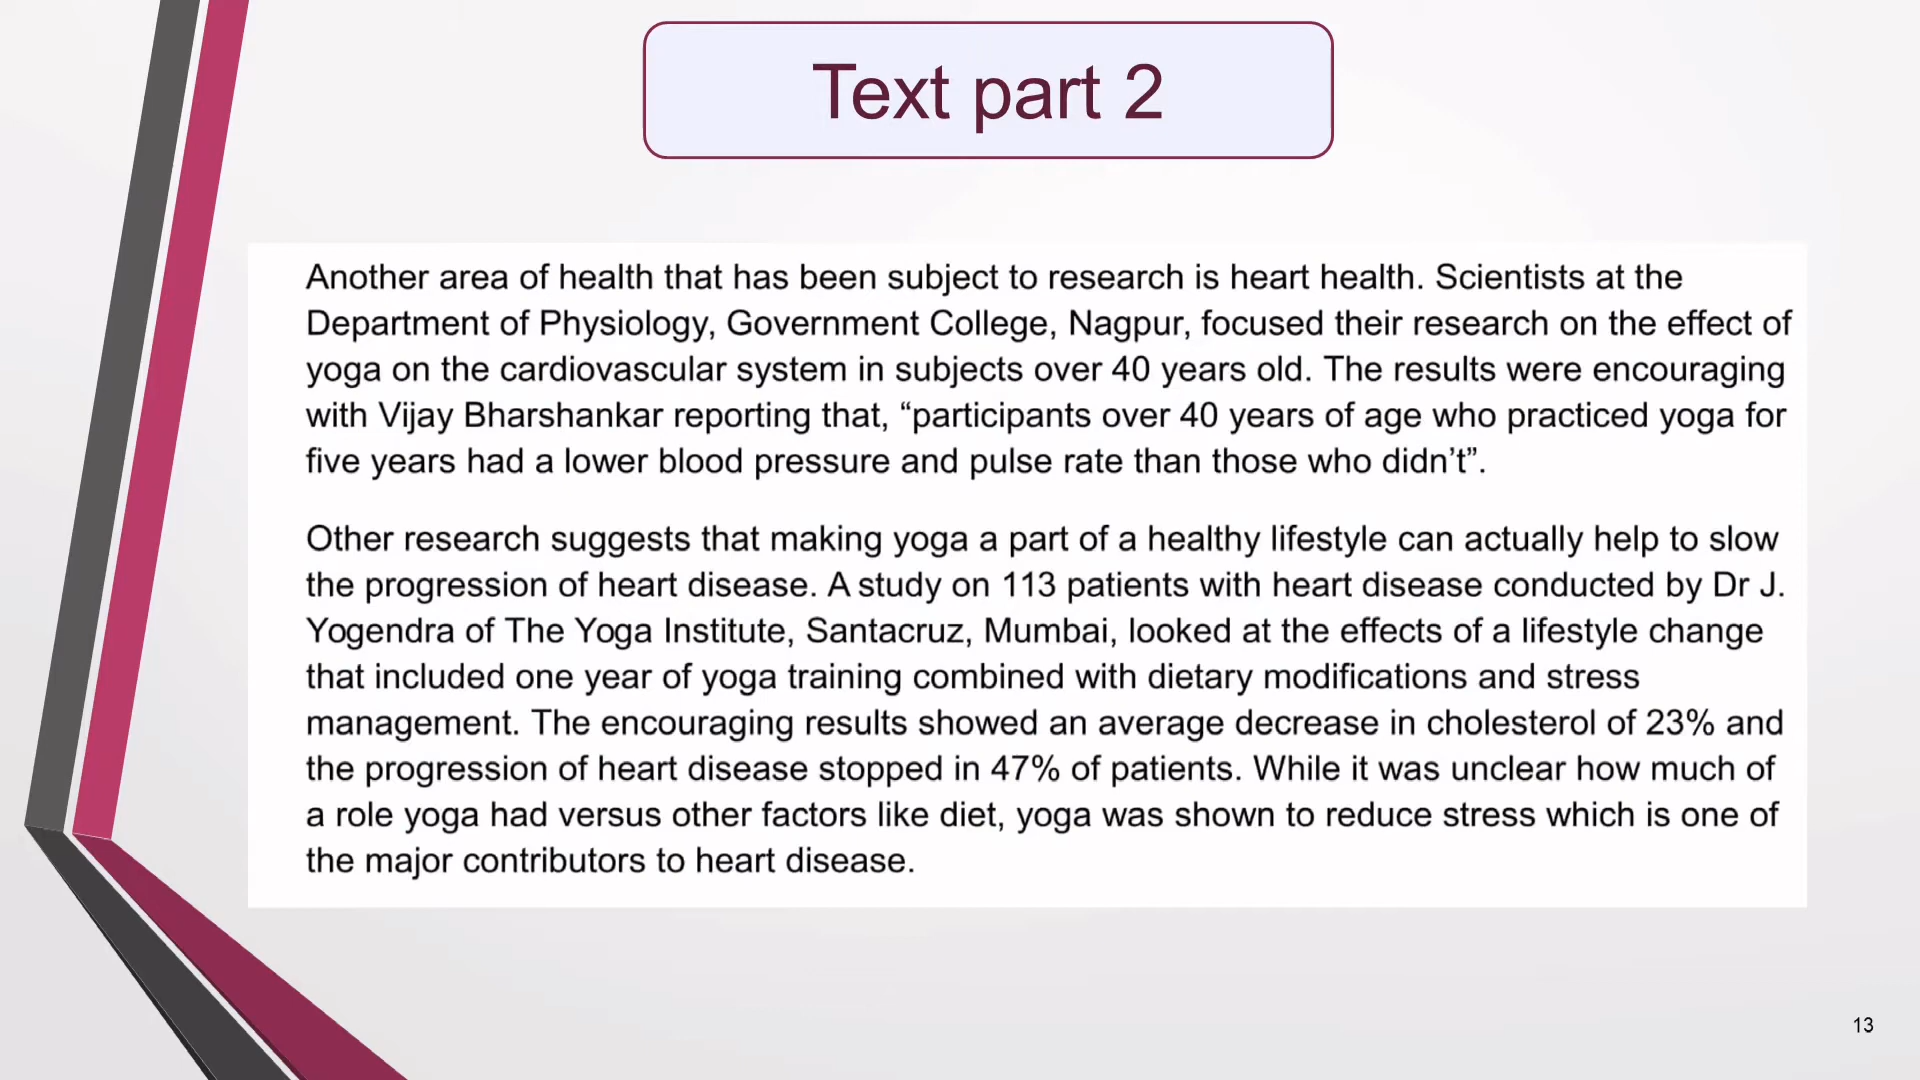 Text part 2
Another area of health that has been subject to research is heart health. Scientists at the
Department of Physiology, Government College, Nagpur, focused their research on the effect of
yoga on the cardiovascular system in subjects over 40 years old. The results were encouraging
with Vijay Bharshankar reporting that, “participants over 40 years of age who practiced yoga for
five years had a lower blood pressure and pulse rate than those who didn’t”.
Other research suggests that making yoga a part of a healthy lifestyle can actually help to slow
the progression of heart disease. A study on 113 patients with heart disease conducted by Dr J.
Yogendra of The Yoga Institute, Santacruz, Mumbai, looked at the effects of a lifestyle change
that included one year of yoga training combined with dietary modifications and stress
management. The encouraging results showed an average decrease in cholesterol of 23% and
the progression of heart disease stopped in 47% of patients. While it was unclear how much of
a role yoga had versus other factors like diet, yoga was shown to reduce stress which is one of
the major contributors to heart disease.
13